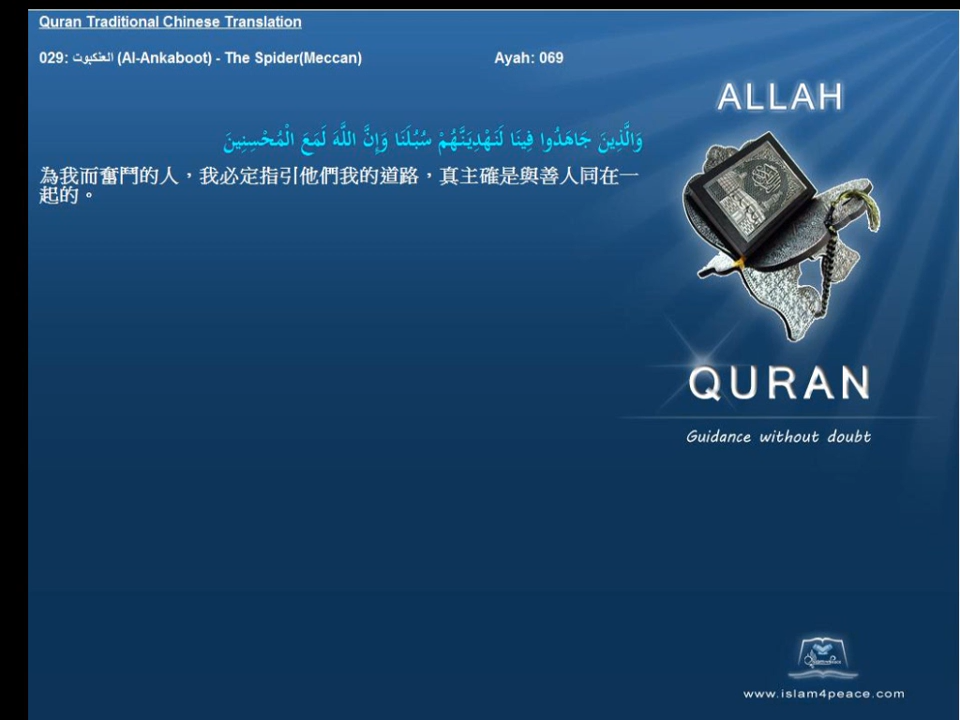 Quran Traditional Chinese Translation
029: العنكبوت (Al-Ankaboot) - The Spider(Meccan) Ayah: 069
ALLAH
وَالَّذِينَ جَاهَدُوا فِينَا لَنَهْدِيَنَّهُمْ سُبُلَنَا وَإِنَّ اللَّهَ لَمَعَ الْمُحْسِنِينَ
為我而奮鬥的人，我必定指引他們我的道路，真主確是與善人同在一
起的。
QURAN
Guidance without doubt
www.islam4peace.com